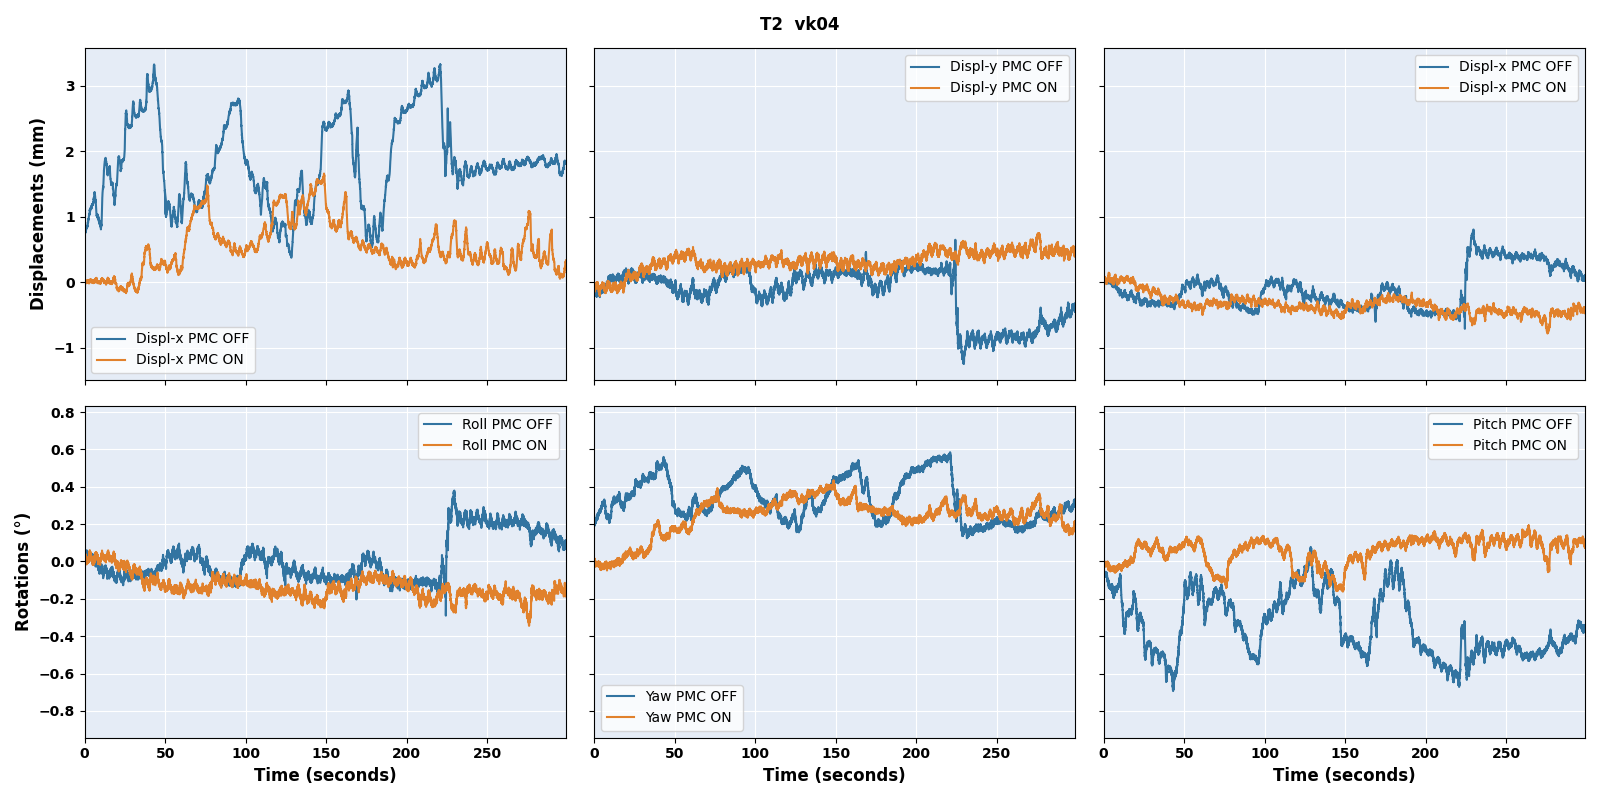 T2 vk04
Displacements (mm)
3
2
1
0
−1
Displ-x PMC OFF
Displ-x PMC ON
Displ-y PMC OFF
Displ-y PMC ON
Displ-x PMC OFF
Displ-x PMC ON
Rotations (°)
0.8
0.6
0.4
0.2
0.0
−0.2
−0.4
−0.6
−0.8
Roll PMC OFF
Roll PMC ON
Yaw PMC OFF
Yaw PMC ON
Pitch PMC OFF
Pitch PMC ON
0 50 100 150 200 250
0 50 100 150 200 250
0 50 100 150 200 250
Time (seconds)
Time (seconds)
Time (seconds)